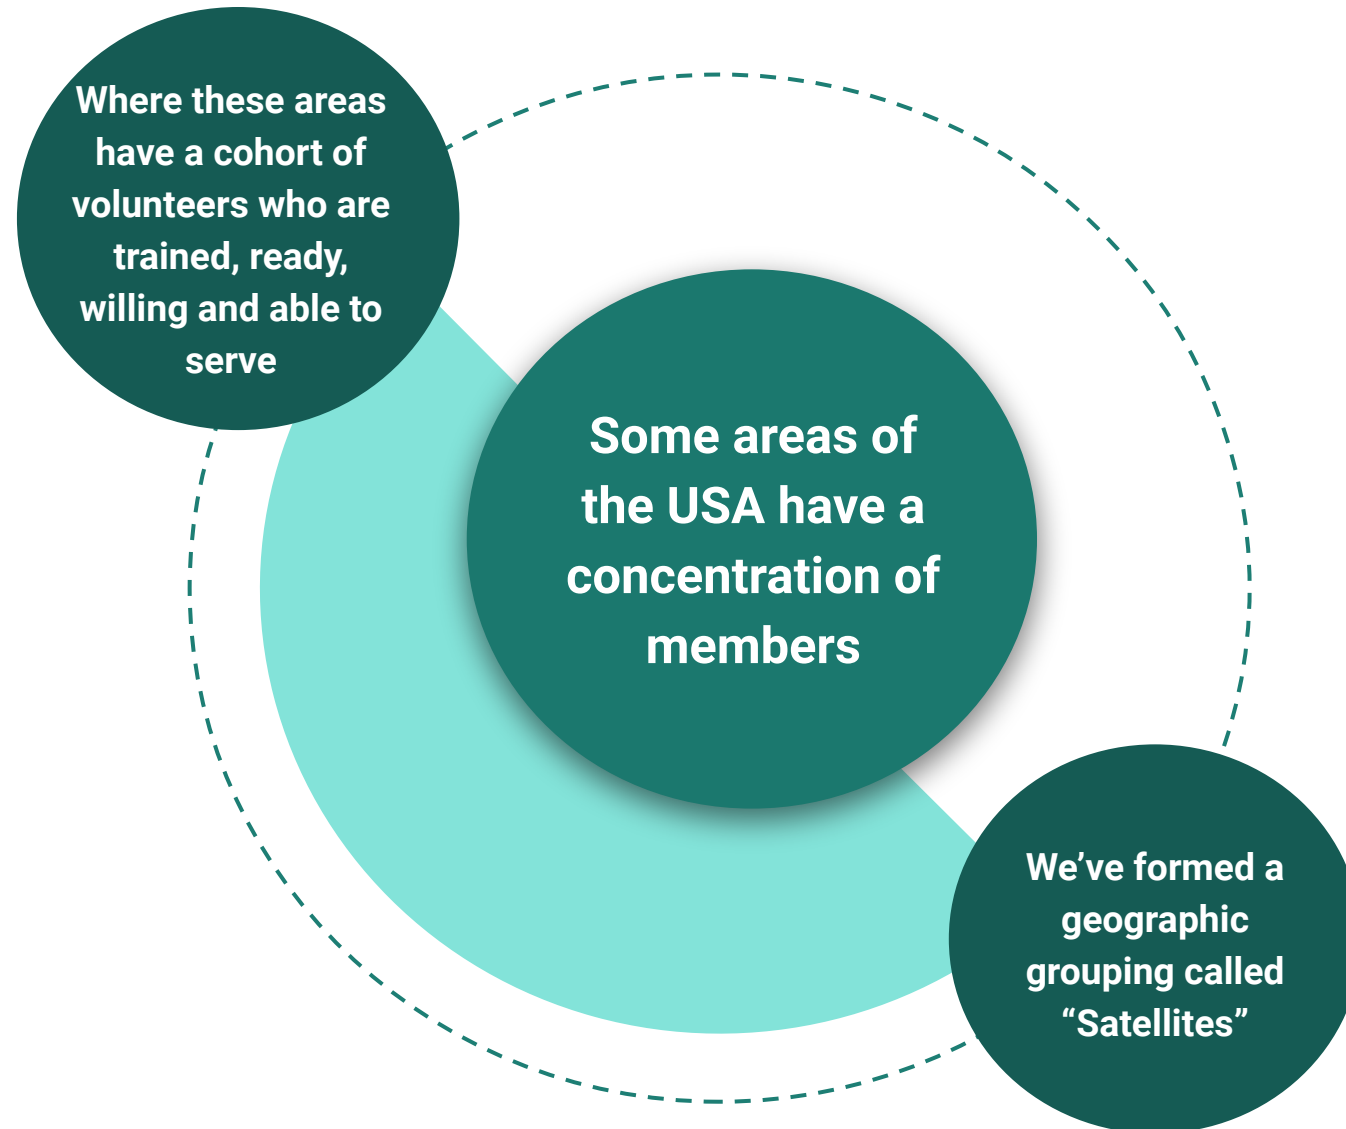 Where these areas
have a cohort of
volunteers who are
trained, ready,
willing and able to
serve
Some areas of
the USA have a
concentration of
members
We’ve formed a
geographic
grouping called
“Satellites”